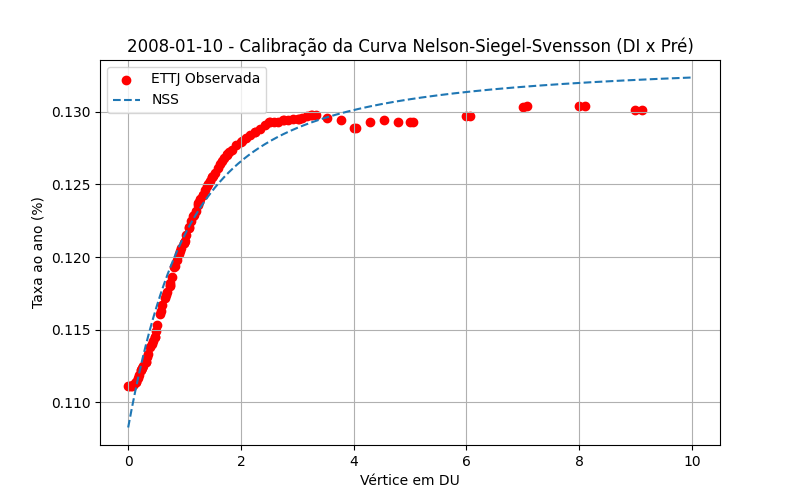 2008-01-10 - Calibração da Curva Nelson-Siegel-Svensson (DI x Pré)
ETTJ Observada
NSS
Taxa ao ano (%)
0.130
0.125
0.120
0.115
0.110
0 2 4 6 8 10
Vértice em DU